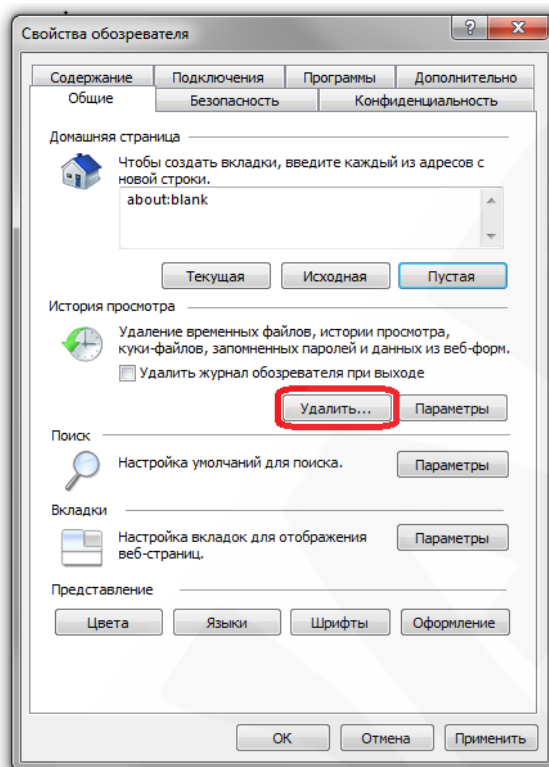 Свойства обозревателя
?
Содержание Подключения Программы Дополнительно
Общие Безопасность Конфиденциальность
Домашняя страница
Чтобы создать вкладки, введите каждый из адресов с
новой строки.
about:blank
Текущая Исходная Пустая
История просмотра
Удаление временных файлов, истории просмотра,
куки-файлов, запомненных паролей и данных из веб-форм.
Удалить журнал обозревателя при выходе
Удалить... Параметры
Поиск
Настройка умолчаний для поиска.
Параметры
Вкладки
Настройка вкладок для отображения
веб-страниц.
Параметры
Представление
Цвета Языки Шрифты Оформление
ОК Отмена Применить